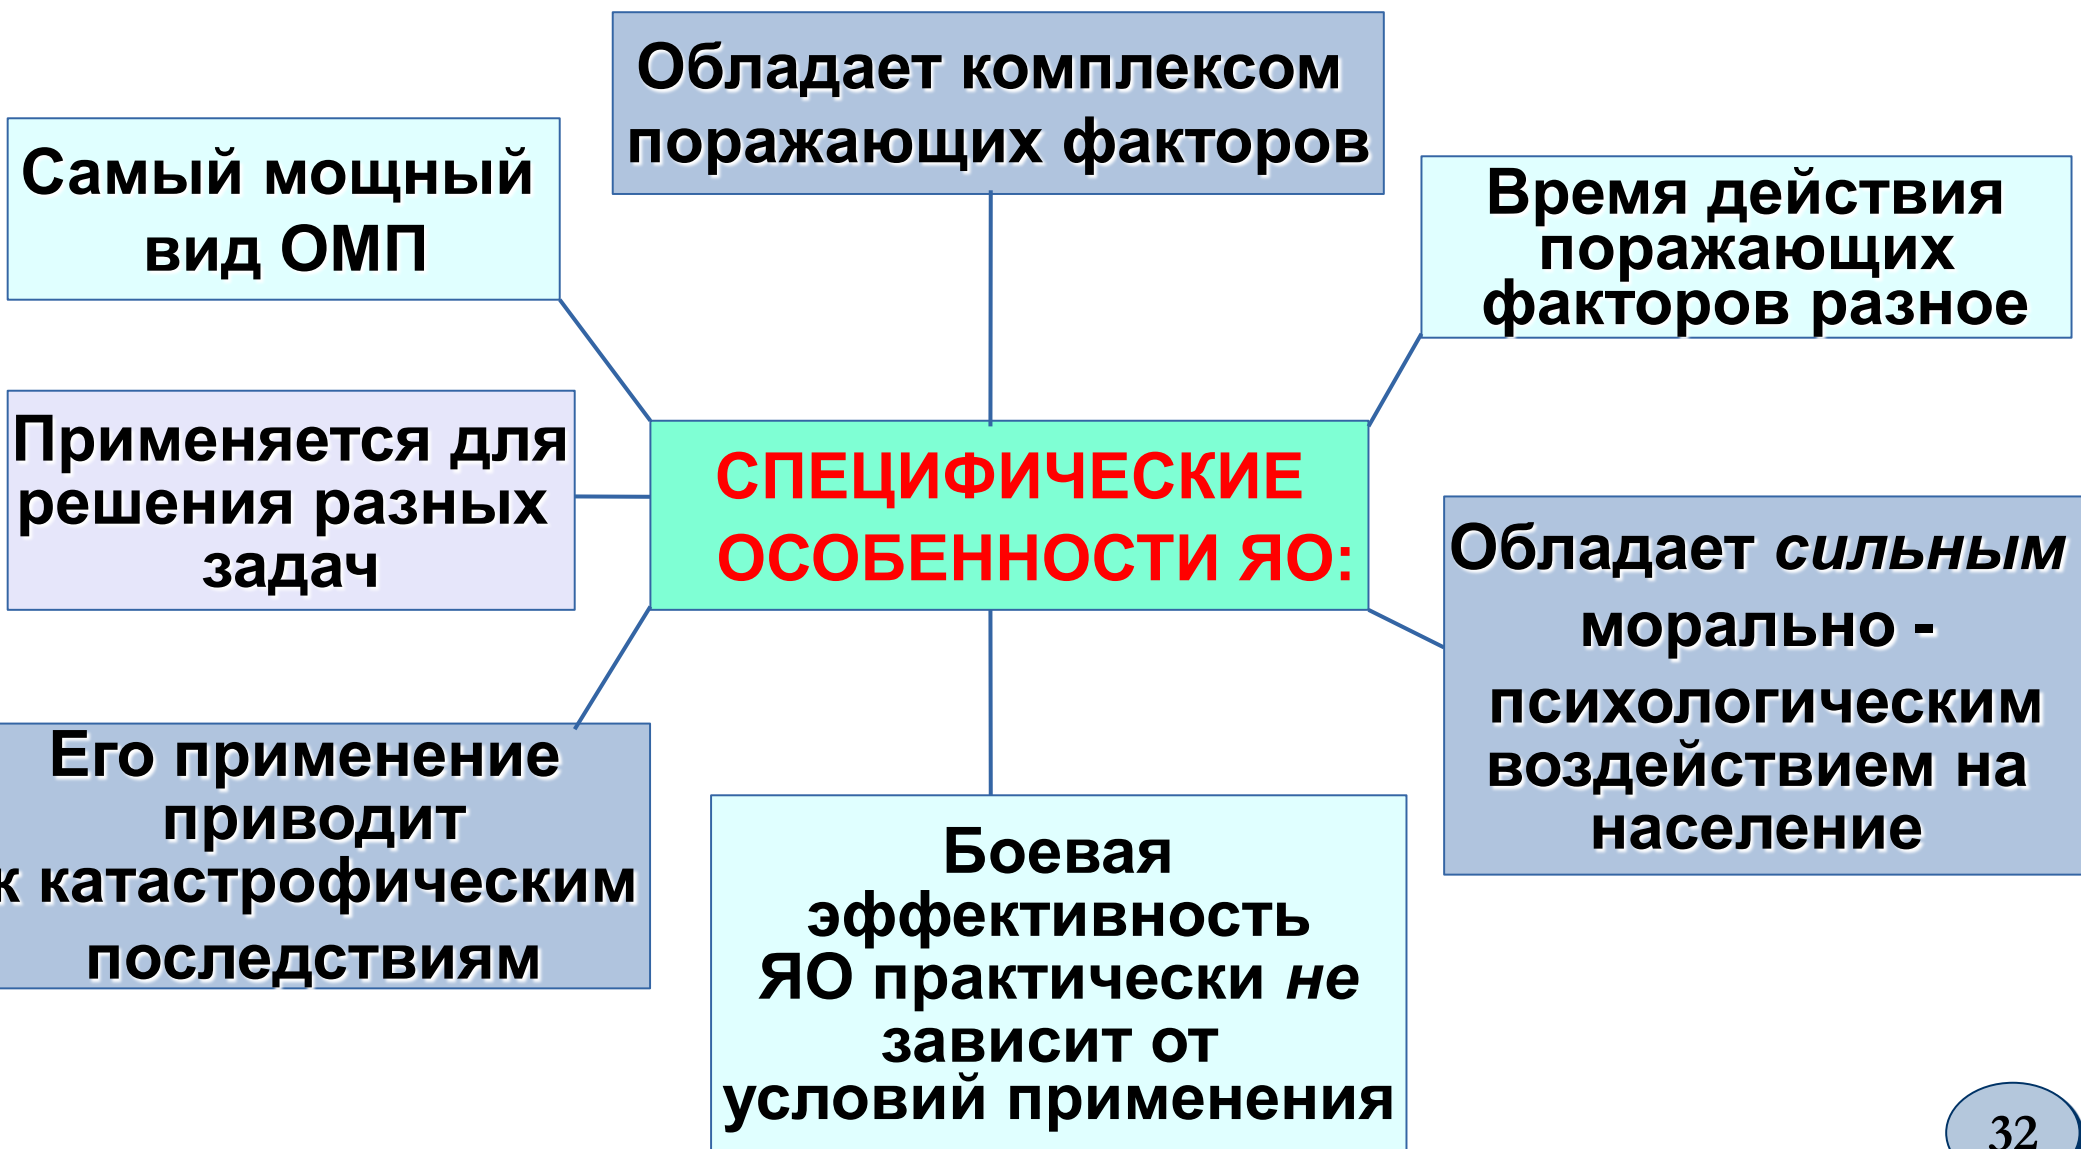 Обладает комплексом
поражающих факторов
Самый мощный
вид ОМП
Время действия
поражающих
факторов разное
Применяется для
решения разных
задач
СПЕЦИФИЧЕСКИЕ
ОСОБЕННОСТИ ЯО:
Обладает сильным
морально -
психологическим
воздействием на
население
Его применение
приводит
к катастрофическим
последствиям
Боевая
эффективность
ЯО практически не
зависит от
условий применения
32